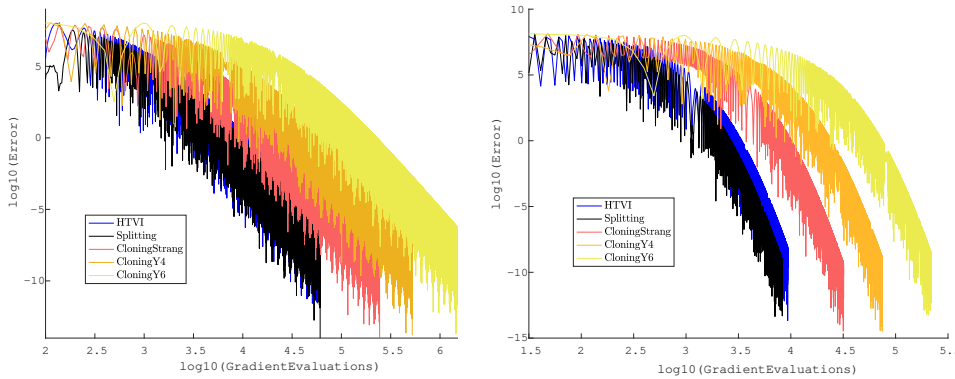 5
0
−5
−10
2
2.5
3
3.5
4
4.5
5
5.5
6
log10(Error)
log10(GradientEvaluations)
HTVI
Splitting
CloningStrang
CloningY4
CloningY6
10
5
0
−5
−10
−15
1.5
2
2.5
3
3.5
4
4.5
5
5.
log10(Error)
log10(GradientEvaluations)
HTVI
Splitting
CloningStrang
CloningY4
CloningY6